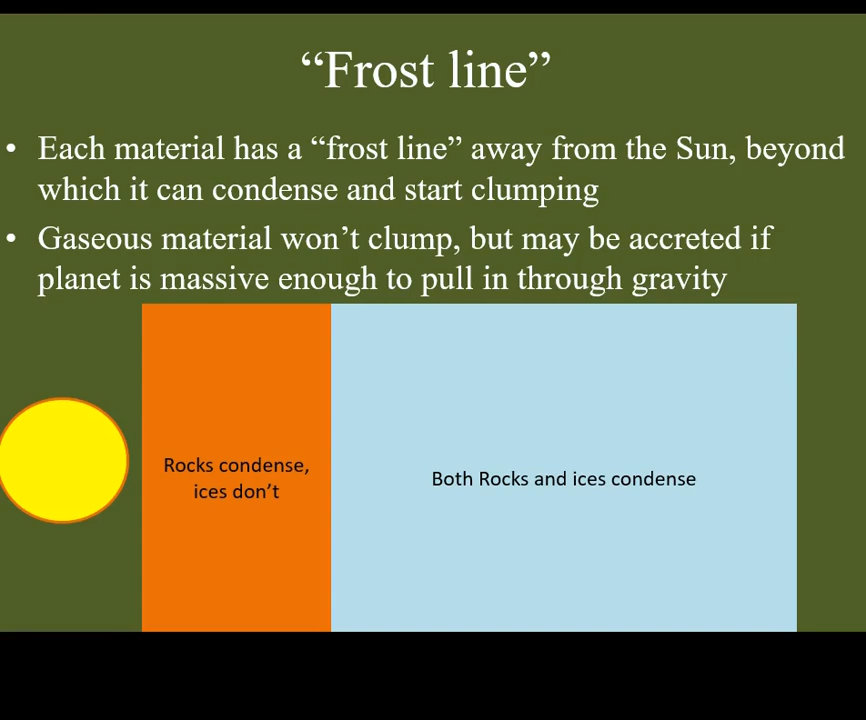 “Frost line”
• Each material has a “frost line” away from the Sun, beyond
which it can condense and start clumping
• Gaseous material won’t clump, but may be accreted if
planet is massive enough to pull in through gravity
Rocks condense,
ices don’t
Both Rocks and ices condense